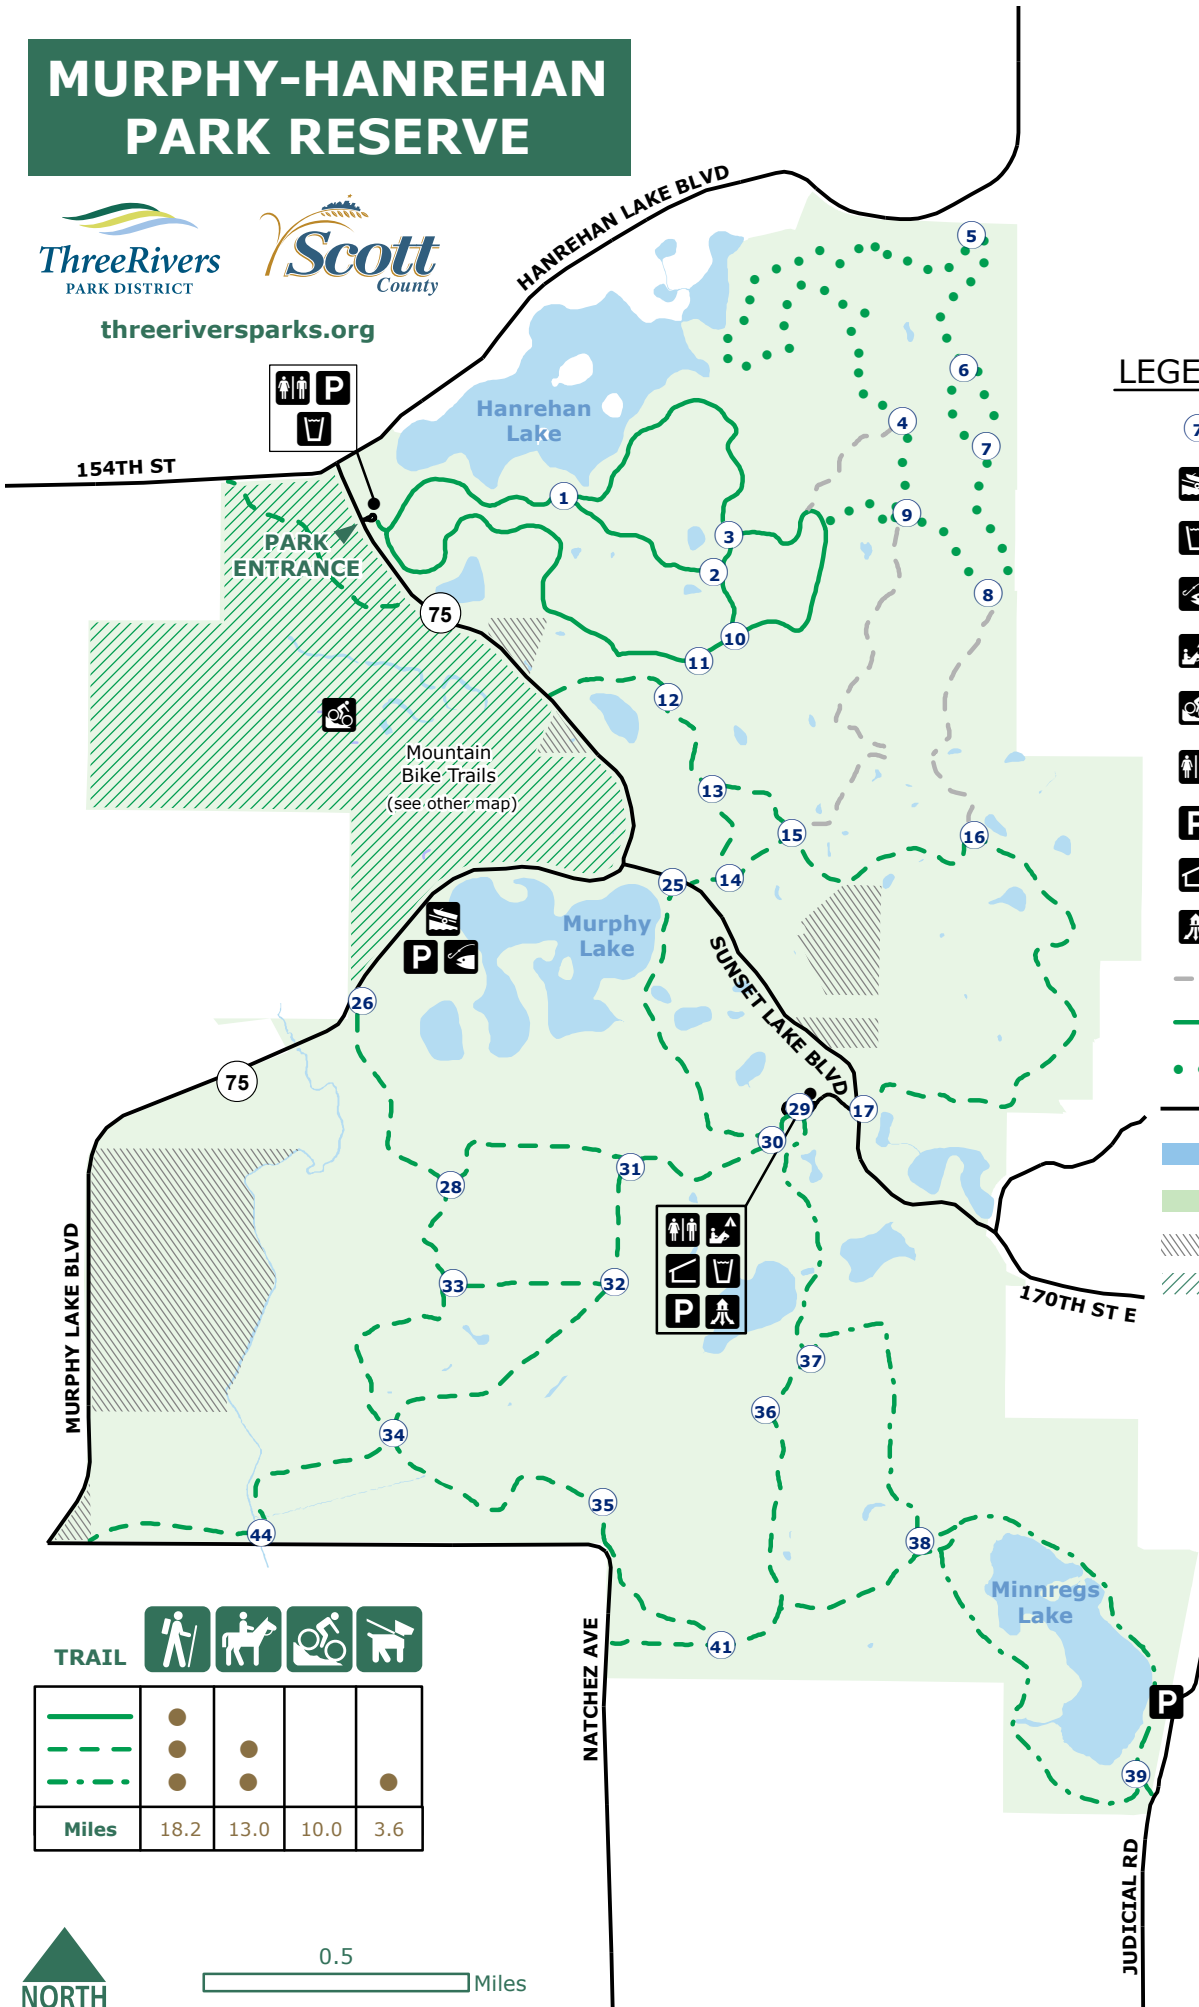 MURPHY-HANREHAN
PARK RESERVE
ThreeRivers
PARK DISTRICT
Scott
County
threeriversparks.org
HANREHAN LAKE BLVD
154TH ST
P
Hanrehan
Lake
PARK
ENTRANCE
75
Mountain
Bike Trails
(see other map)
5
6
4
7
1
9
3
2
8
10
11
12
13
15
16
14
25
Murphy
Lake
P
26
SUNSET LAKE BLVD
75
29
17
30
31
28
33
32
P
MURPHY LAKE BLVD
170TH ST E
37
36
34
35
44
38
Minnregs
Lake
41
NATCHEZ AVE
P
39
JUDICIAL RD
LEGE
7
P
TRAIL
Miles 18.2 13.0 10.0 3.6
NORTH
0.5
Miles